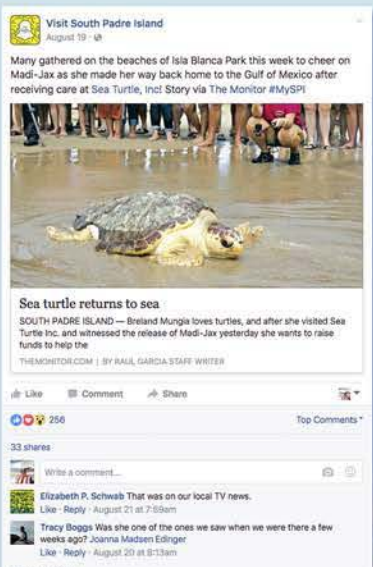 Visit South Padre Island
August 19 ·
Many gathered on the beaches of Isla Blanca Park this week to cheer on
Madi-Jax as she made her way back home to the Gulf of Mexico after
receiving care at Sea Turtle, Inc! Story via The Monitor #MySPI
Sea turtle returns to sea
SOUTH PADRE ISLAND — Breland Mungia loves turtles, and after she visited Sea
Turtle Inc. and witnessed the release of Madi-Jax yesterday she wants to raise
funds to help the
THEMONITOR.COM | BY RAUL GARCIA STAFF WRITER
Like Comment Share
256 Top Comments
33 shares
Write a comment...
Elizabeth P. Schwab That was on our local TV news.
Like · Reply · August 21 at 7:59am
Tracy Boggs Was she one of the ones we saw when we were there a few
weeks ago? Joanna Madsen Edinger
Like · Reply · August 20 at 8:13am